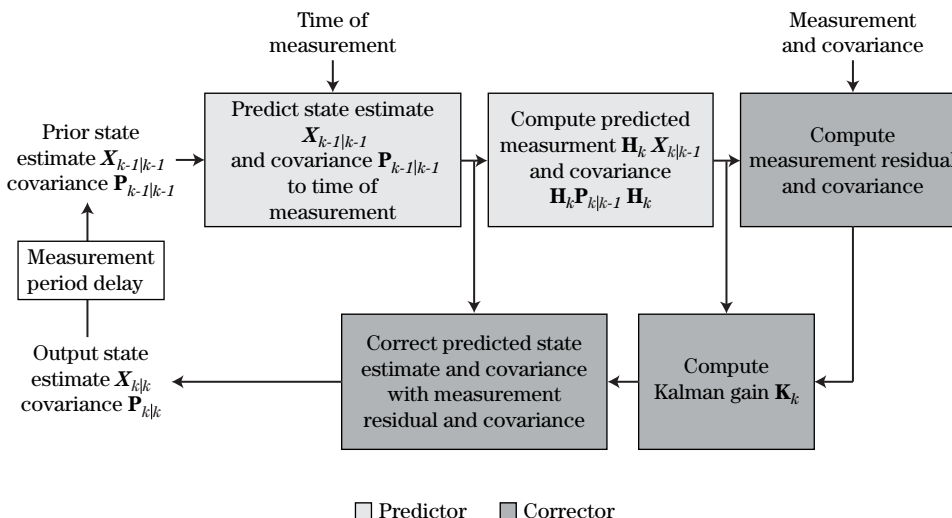 Time of
measurement
Measurement
and covariance
Prior state
estimate X_{k-1|k-1}
covariance P_{k-1|k-1}
Predict state estimate
X_{k-1|k-1}
and covariance P_{k-1|k-1}
to time of
measurement
Compute predicted
measurment H_k X_{k|k-1}
and covariance
H_kP_{k|k-1} H_k
Compute
measurement residual
and covariance
Measurement
period delay
Output state
estimate X_{k|k}
covariance P_{k|k}
Correct predicted state
estimate and covariance
with measurement
residual and covariance
Compute
Kalman gain K_k
Predictor
Corrector